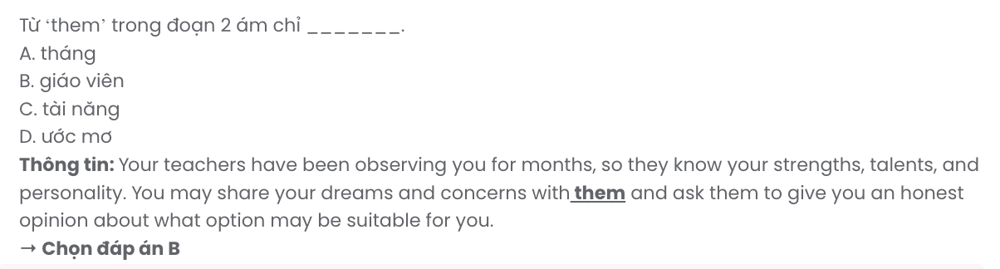 Từ ‘them’ trong đoạn 2 ám chỉ _______.
A. tháng
B. giáo viên
C. tài năng
D. ước mơ
Thông tin: Your teachers have been observing you for months, so they know your strengths, talents, and
personality. You may share your dreams and concerns with them and ask them to give you an honest
opinion about what option may be suitable for you.
→ Chọn đáp án B